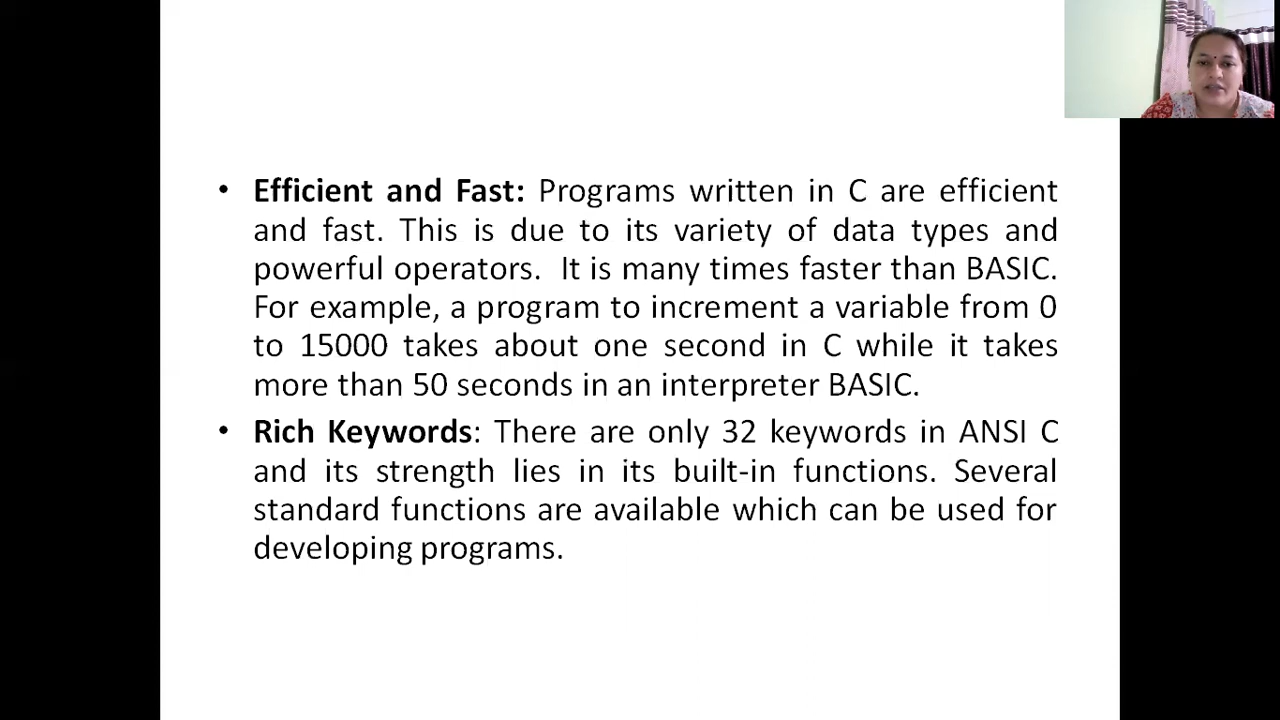 • Efficient and Fast: Programs written in C are efficient
and fast. This is due to its variety of data types and
powerful operators.  It is many times faster than BASIC.
For example, a program to increment a variable from 0
to 15000 takes about one second in C while it takes
more than 50 seconds in an interpreter BASIC.
• Rich Keywords: There are only 32 keywords in ANSI C
and its strength lies in its built-in functions. Several
standard functions are available which can be used for
developing programs.